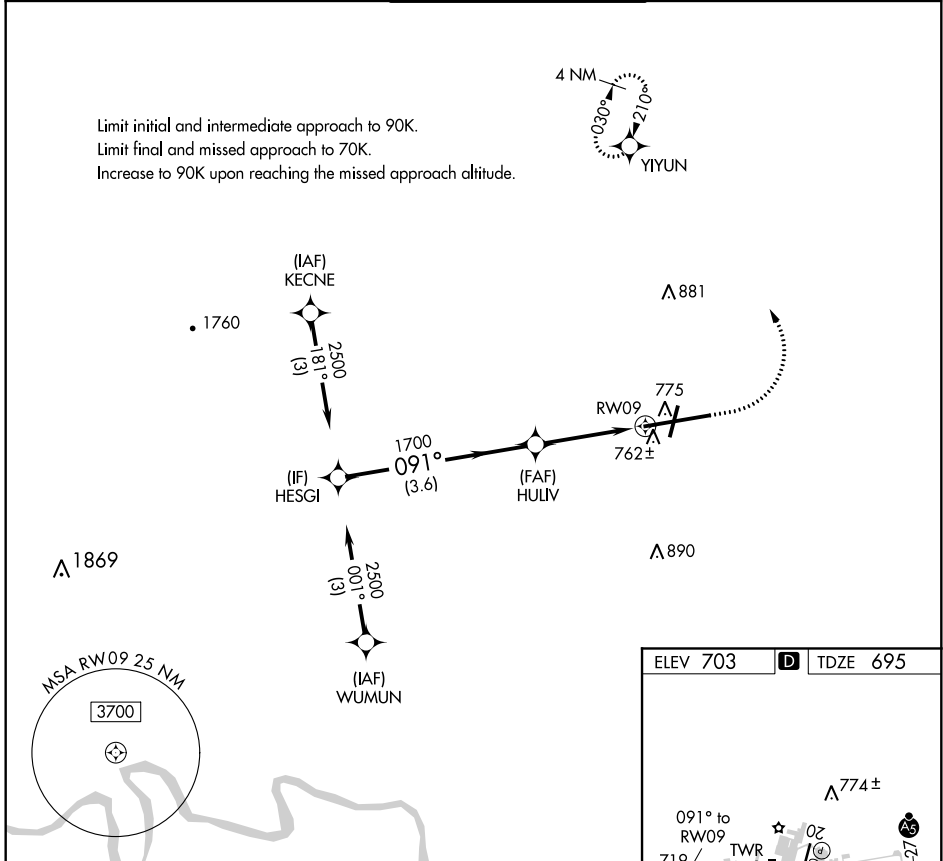 4 NM
030°
210°
YIYUN
Limit initial and intermediate approach to 90K.
Limit final and missed approach to 70K.
Increase to 90K upon reaching the missed approach altitude.
(IAF)
KECNE
1760
2500
181°
(3)
881
775
RW09
762±
1700
091°
(3.6)
(IF)
HESGI
(FAF)
HULIV
1869
890
2500
001°
(3)
(IAF)
WUMUN
MSA RW09 25 NM
3700
ELEV 703
D
TDZE 695
774±
091° to
RW09
TWR
20
P
A5